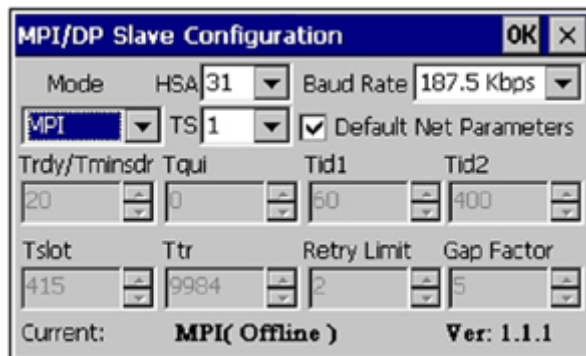 MPI/DP Slave Configuration OK ×
Mode HSA 31 Baud Rate 187.5 Kbps
MPI TS 1 Default Net Parameters
Trdy/Tminsdr Tqui Tid1 Tid2
20 0 60 400
Tslot Ttr Retry Limit Gap Factor
415 9984 2 5
Current: MPI( Offline ) Ver: 1.1.1